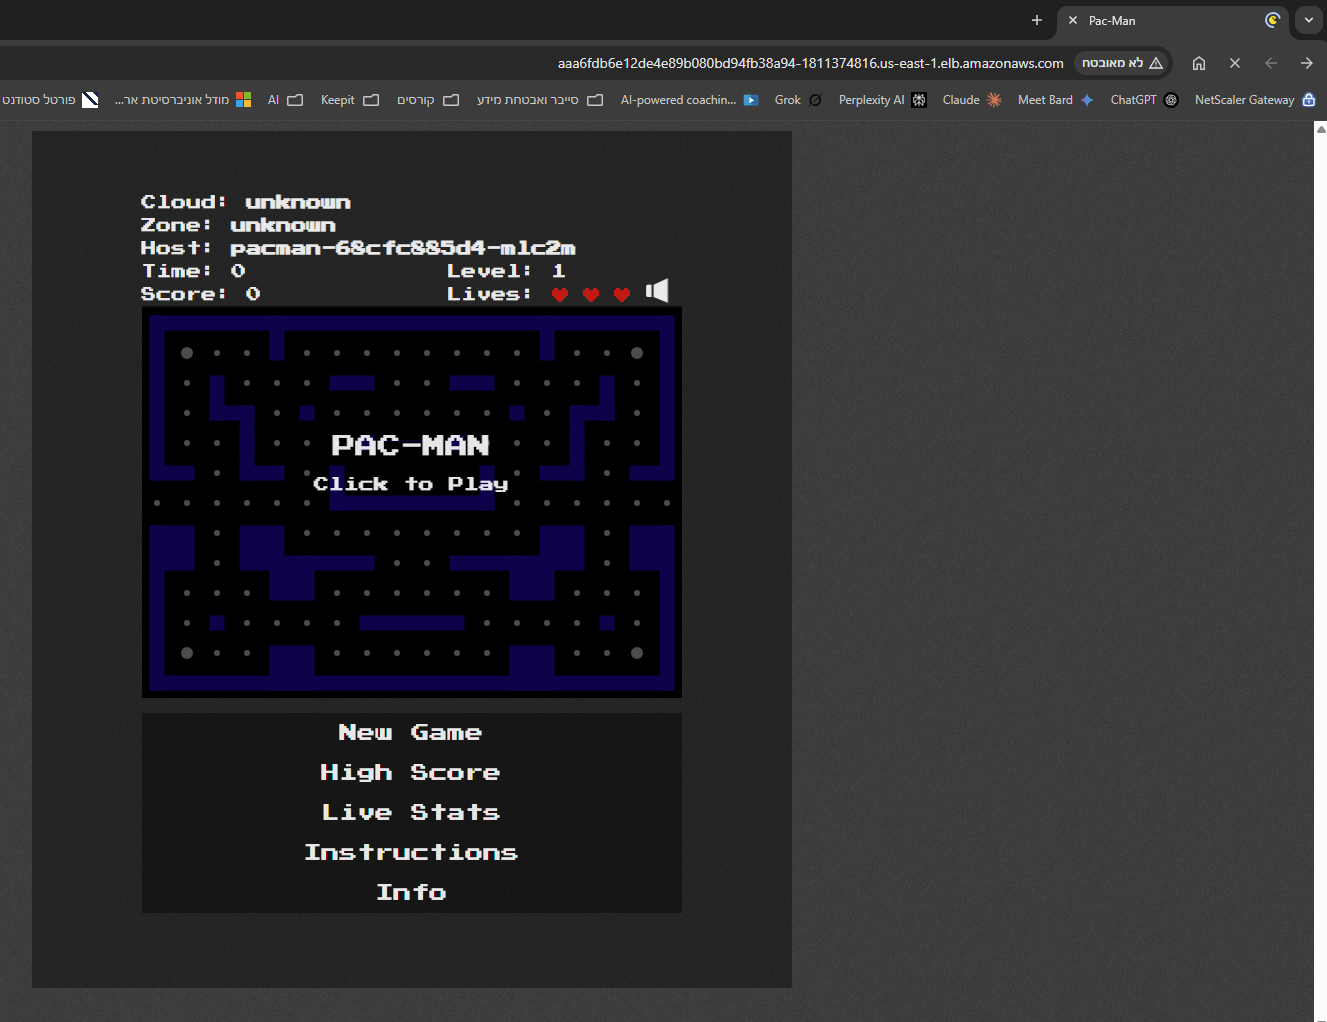 Pac-Man
aaa6fdb6e12de4e89b080bd94fb38a94-1811374816.us-east-1.elb.amazonaws.com לא מאובטח
פורטל סטודנט מודל אוניברסיטת אר... AI Keepit קורסים סייבר ואבטחת מידע AI-powered coachin... Grok Perplexity AI Claude Meet Bard ChatGPT NetScaler Gateway
Cloud: unknown
Zone: unknown
Host: pacman-68cfc885d4-mlc2m
Time: 0 Level: 1
Score: 0 Lives:
PAC-MAN
Click to Play
New Game
High Score
Live Stats
Instructions
Info